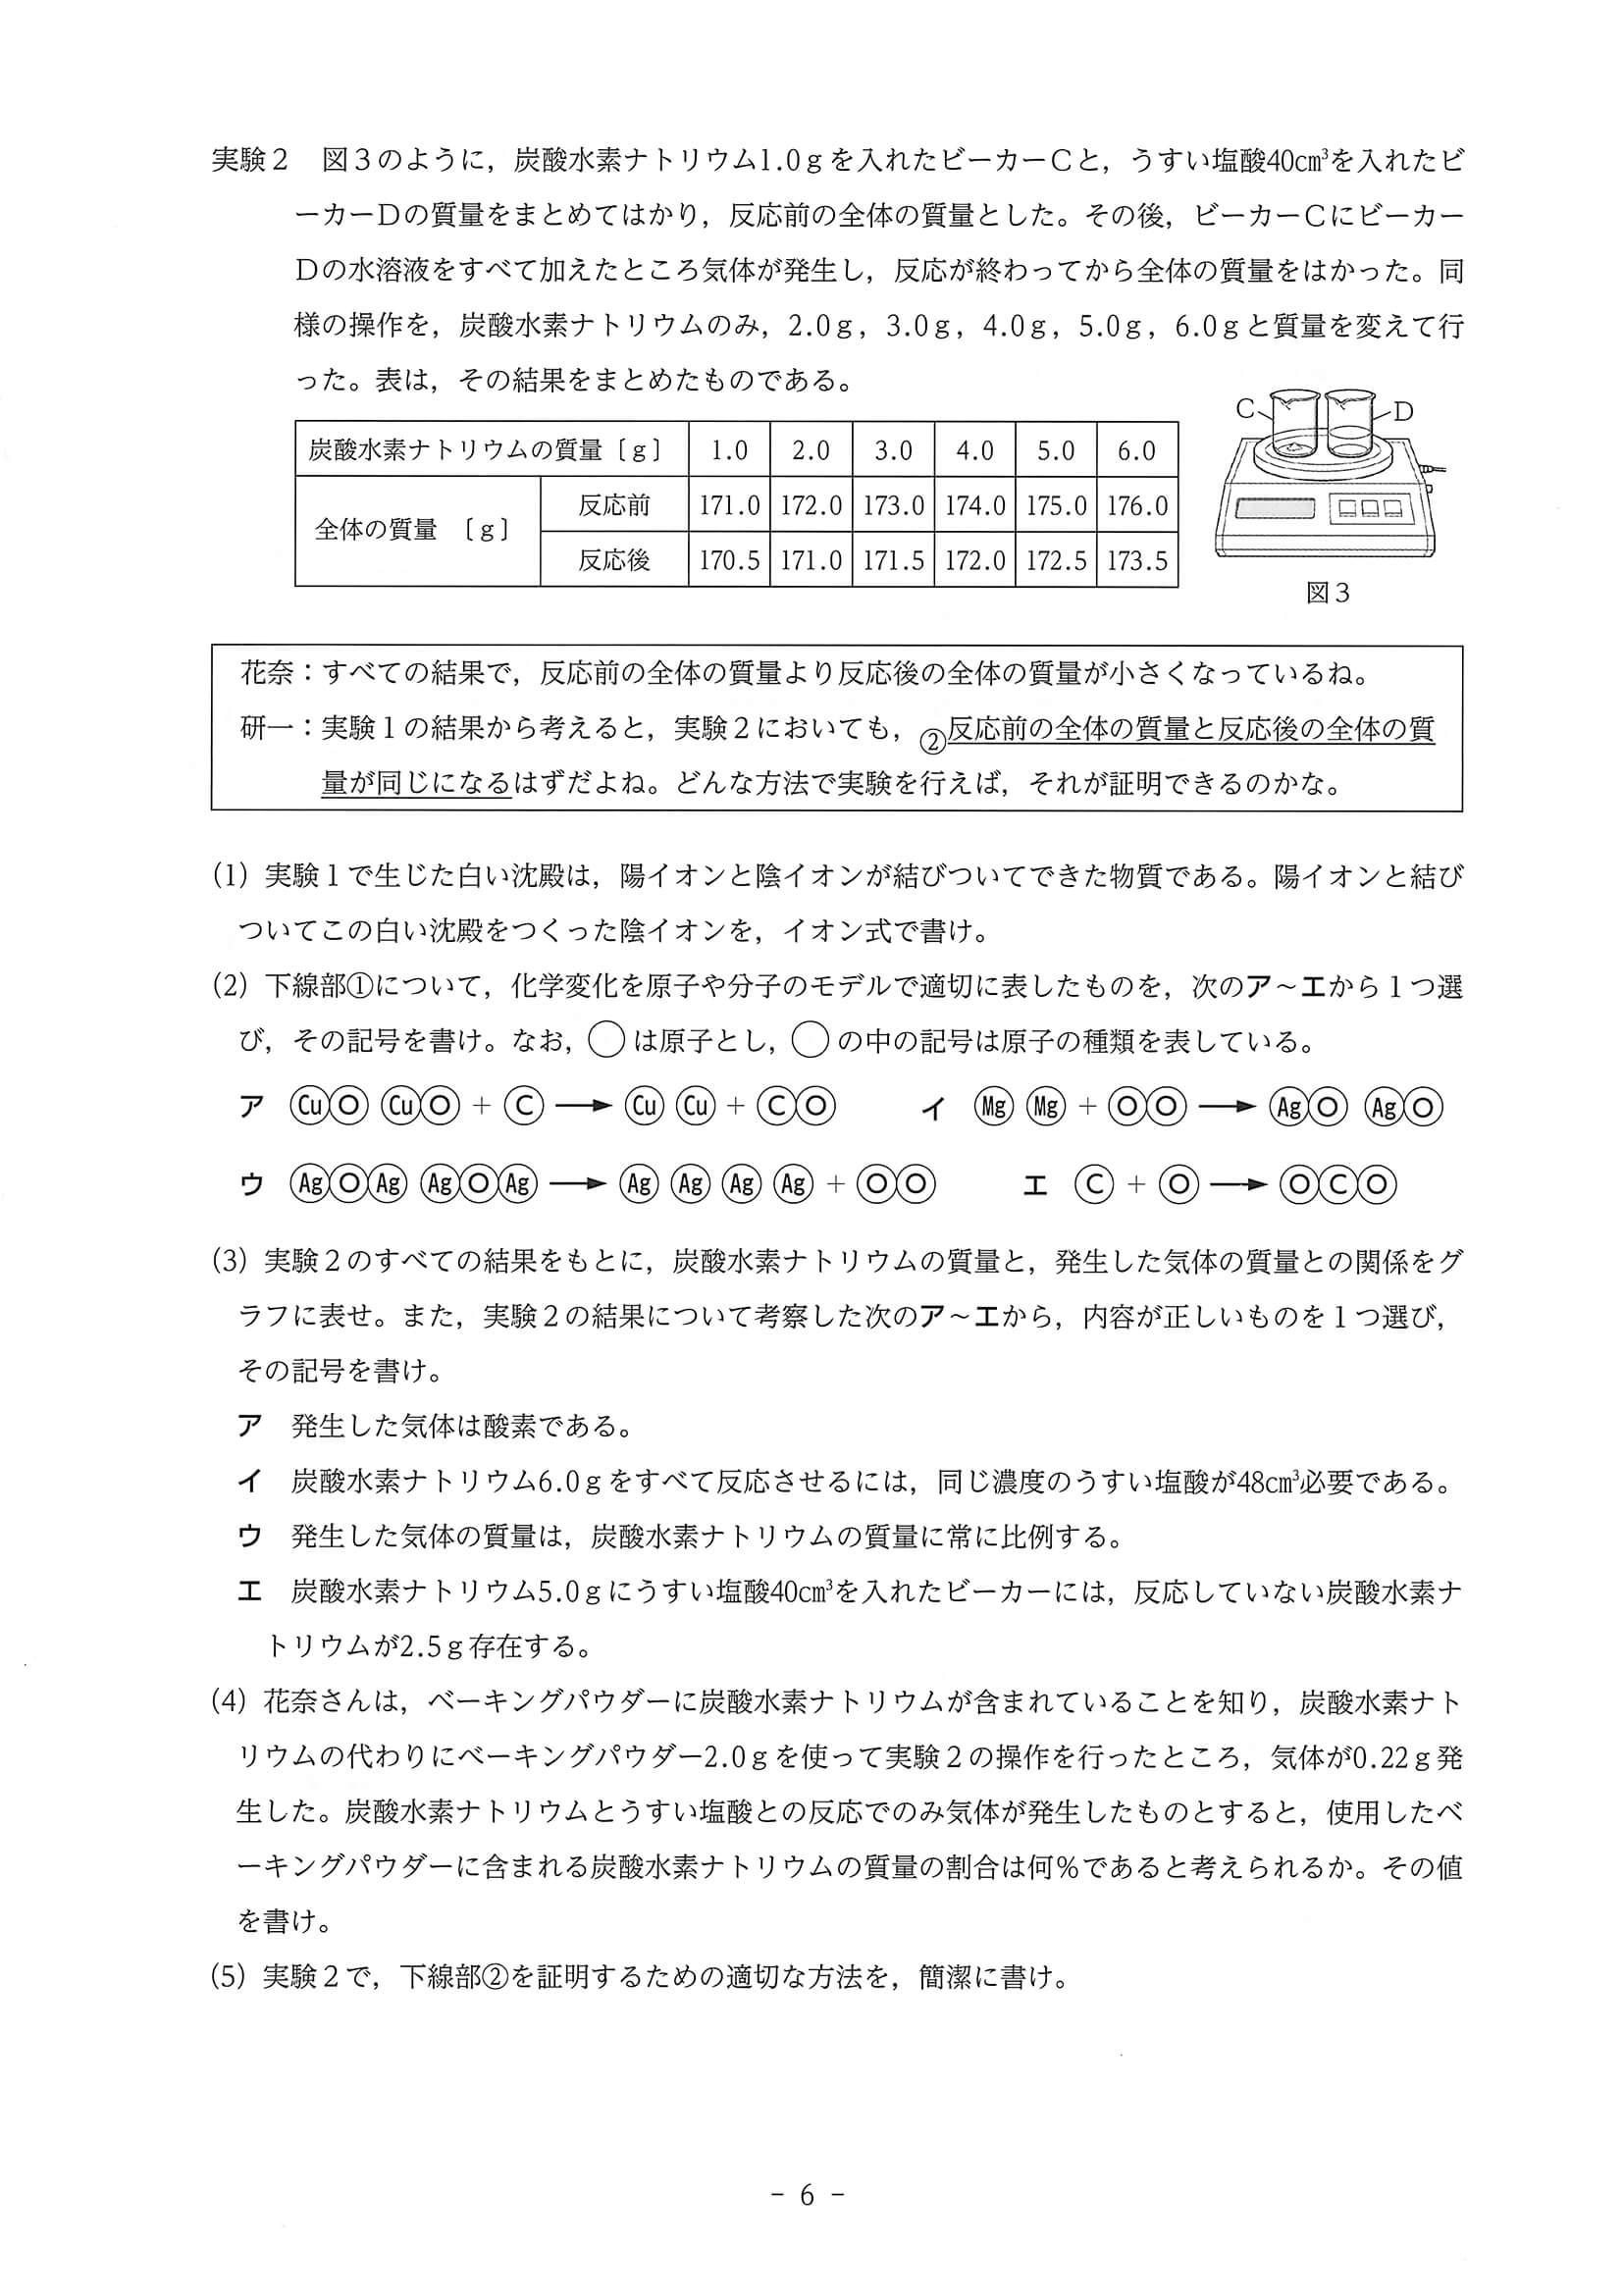 実験２　図３のように，炭酸水素ナトリウム1.0ｇを入れたビーカーＣと，うすい塩酸40㎤を入れたビ
ーカーＤの質量をまとめてはかり，反応前の全体の質量とした。その後，ビーカーＣにビーカー
Ｄの水溶液をすべて加えたところ気体が発生し，反応が終わってから全体の質量をはかった。同
様の操作を，炭酸水素ナトリウムのみ，2.0ｇ，3.0ｇ，4.0ｇ，5.0ｇ，6.0ｇと質量を変えて行
った。表は，その結果をまとめたものである。
炭酸水素ナトリウムの質量〔ｇ〕 1.0 2.0 3.0 4.0 5.0 6.0
全体の質量　〔ｇ〕
反応前 171.0 172.0 173.0 174.0 175.0 176.0
反応後 170.5 171.0 171.5 172.0 172.5 173.5
Ｃ Ｄ
図３
花奈：すべての結果で，反応前の全体の質量より反応後の全体の質量が小さくなっているね。
研一：実験１の結果から考えると，実験２においても，②反応前の全体の質量と反応後の全体の質
量が同じになるはずだよね。どんな方法で実験を行えば，それが証明できるのかな。
(1) 実験１で生じた白い沈殿は，陽イオンと陰イオンが結びついてできた物質である。陽イオンと結び
ついてこの白い沈殿をつくった陰イオンを，イオン式で書け。
(2) 下線部①について，化学変化を原子や分子のモデルで適切に表したものを，次のア～エから１つ選
び，その記号を書け。なお，◯は原子とし，◯の中の記号は原子の種類を表している。
ア　Cu O Cu O + C → Cu Cu + C O　　イ　Mg Mg + O O → Ag O Ag O
ウ　Ag O Ag Ag O Ag → Ag Ag Ag Ag + O O　　エ　C + O → O C O
(3) 実験２のすべての結果をもとに，炭酸水素ナトリウムの質量と，発生した気体の質量との関係をグ
ラフに表せ。また，実験２の結果について考察した次のア～エから，内容が正しいものを１つ選び，
その記号を書け。
ア　発生した気体は酸素である。
イ　炭酸水素ナトリウム6.0ｇをすべて反応させるには，同じ濃度のうすい塩酸が48㎤必要である。
ウ　発生した気体の質量は，炭酸水素ナトリウムの質量に常に比例する。
エ　炭酸水素ナトリウム5.0ｇにうすい塩酸40㎤を入れたビーカーには，反応していない炭酸水素ナ
トリウムが2.5ｇ存在する。
(4) 花奈さんは，ベーキングパウダーに炭酸水素ナトリウムが含まれていることを知り，炭酸水素ナト
リウムの代わりにベーキングパウダー2.0ｇを使って実験２の操作を行ったところ，気体が0.22ｇ発
生した。炭酸水素ナトリウムとうすい塩酸との反応でのみ気体が発生したものとすると，使用したベ
ーキングパウダーに含まれる炭酸水素ナトリウムの質量の割合は何％であると考えられるか。その値
を書け。
(5) 実験２で，下線部②を証明するための適切な方法を，簡潔に書け。
－ 6 －